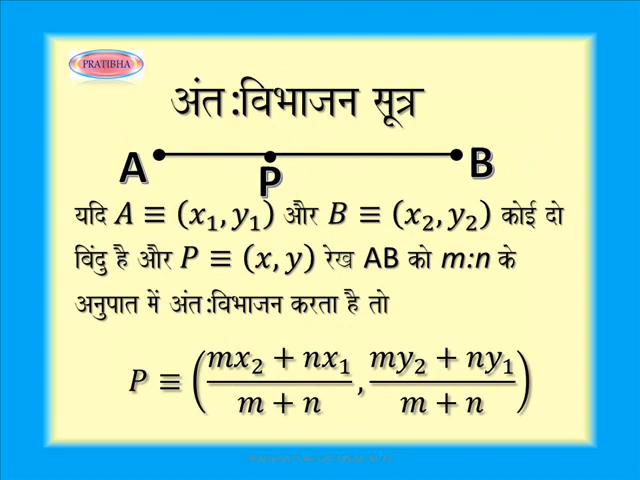 PRATIBHA
अंत:विभाजन सूत्र
A B
P
यदि A ≡ (x₁, y₁) और B ≡ (x₂, y₂) कोई दो
विंदु है और P ≡ (x, y) रेख AB को m:n के
अनुपात में अंत:विभाजन करता है तो
P ≡ ((mx₂ + nx₁)/(m + n), (my₂ + ny₁)/(m + n))